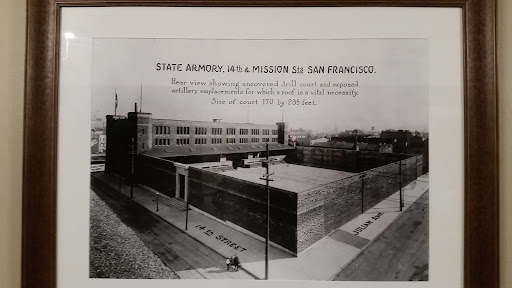 STATE ARMORY, 14th & MISSION Sts SAN FRANCISCO.
Rear view showing uncovered drill court and exposed
artillery emplacements for which a roof is a vital necessity.
Size of court 170 by 235 feet.
14th STREET
JULIAN AVE